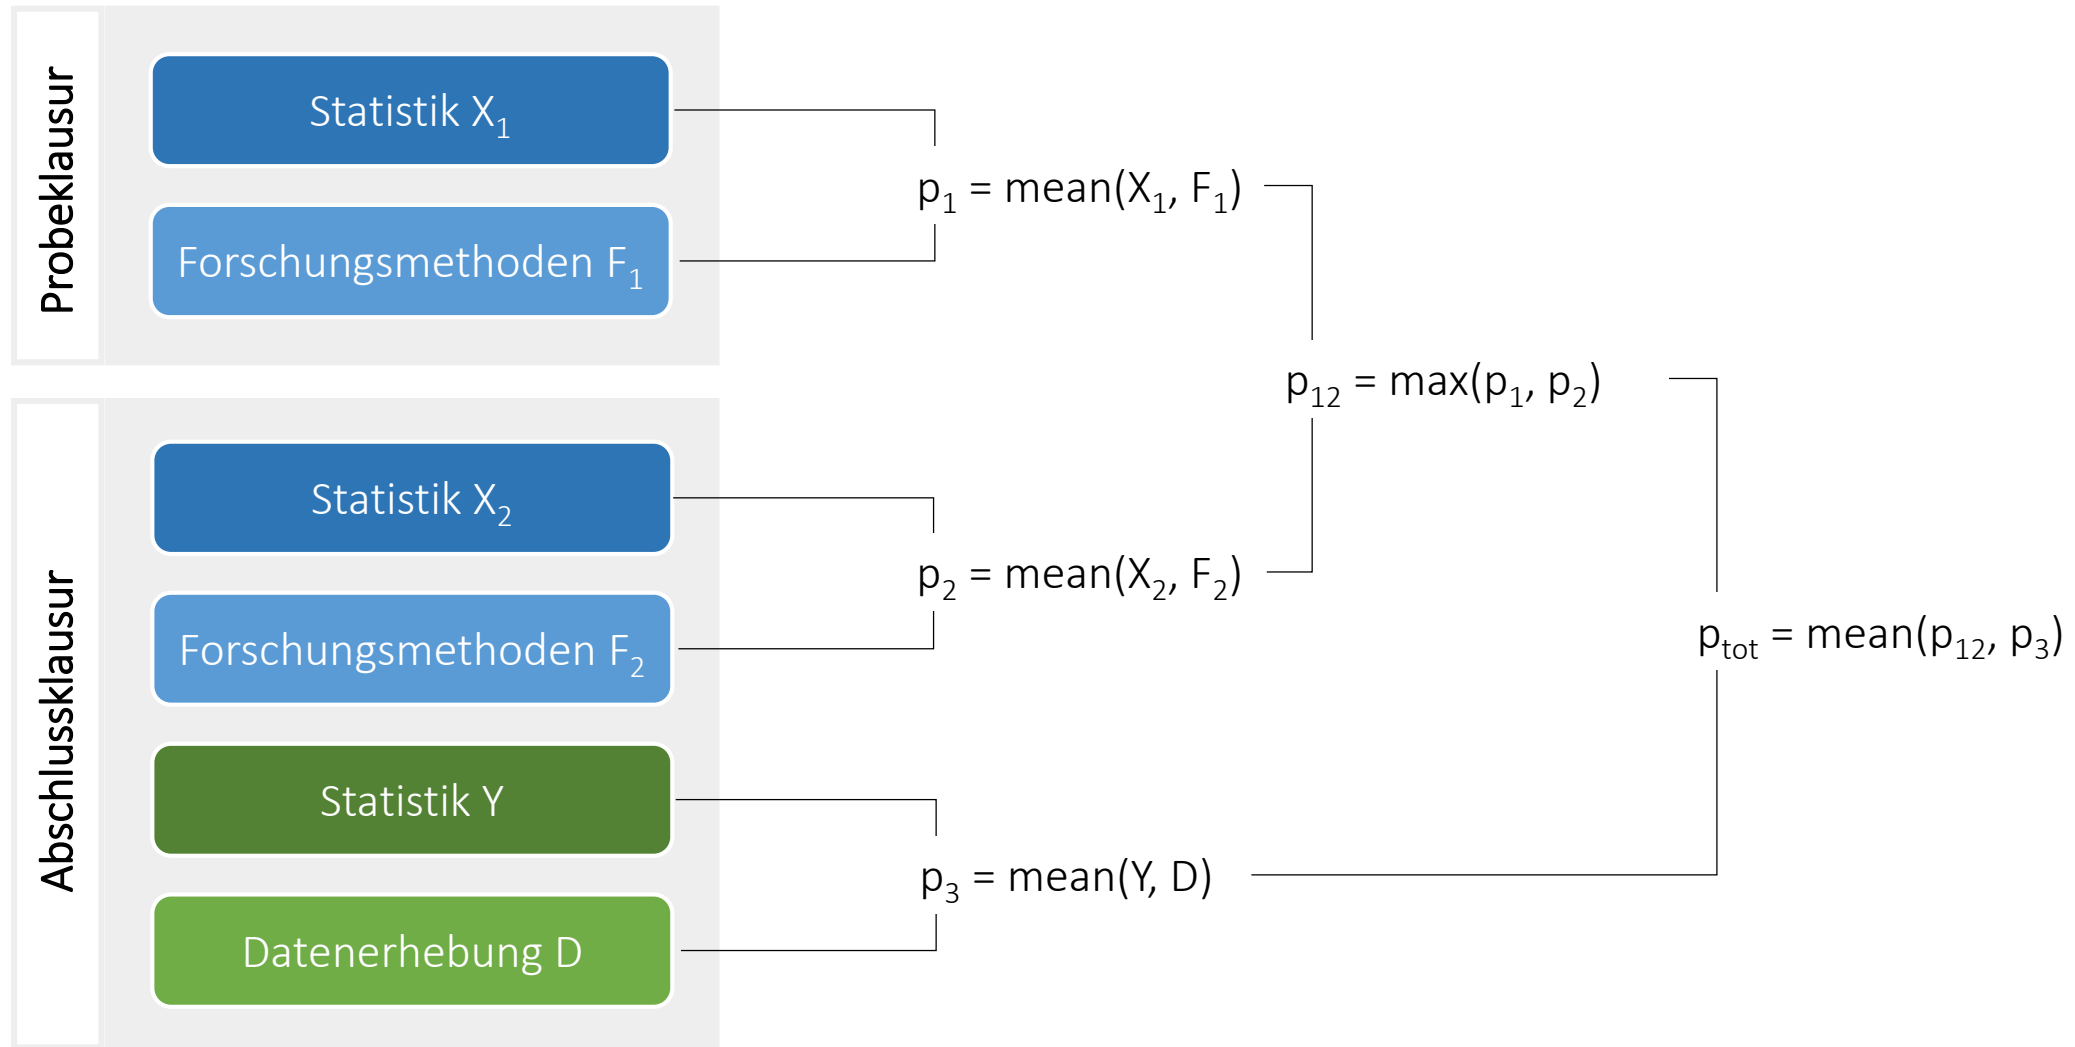 Probeklausur
Statistik X₁
Forschungsmethoden F₁
p₁ = mean(X₁, F₁)
p₁₂ = max(p₁, p₂)
Abschlussklausur
Statistik X₂
Forschungsmethoden F₂
p₂ = mean(X₂, F₂)
pₜₒₜ = mean(p₁₂, p₃)
Statistik Y
Datenerhebung D
p₃ = mean(Y, D)